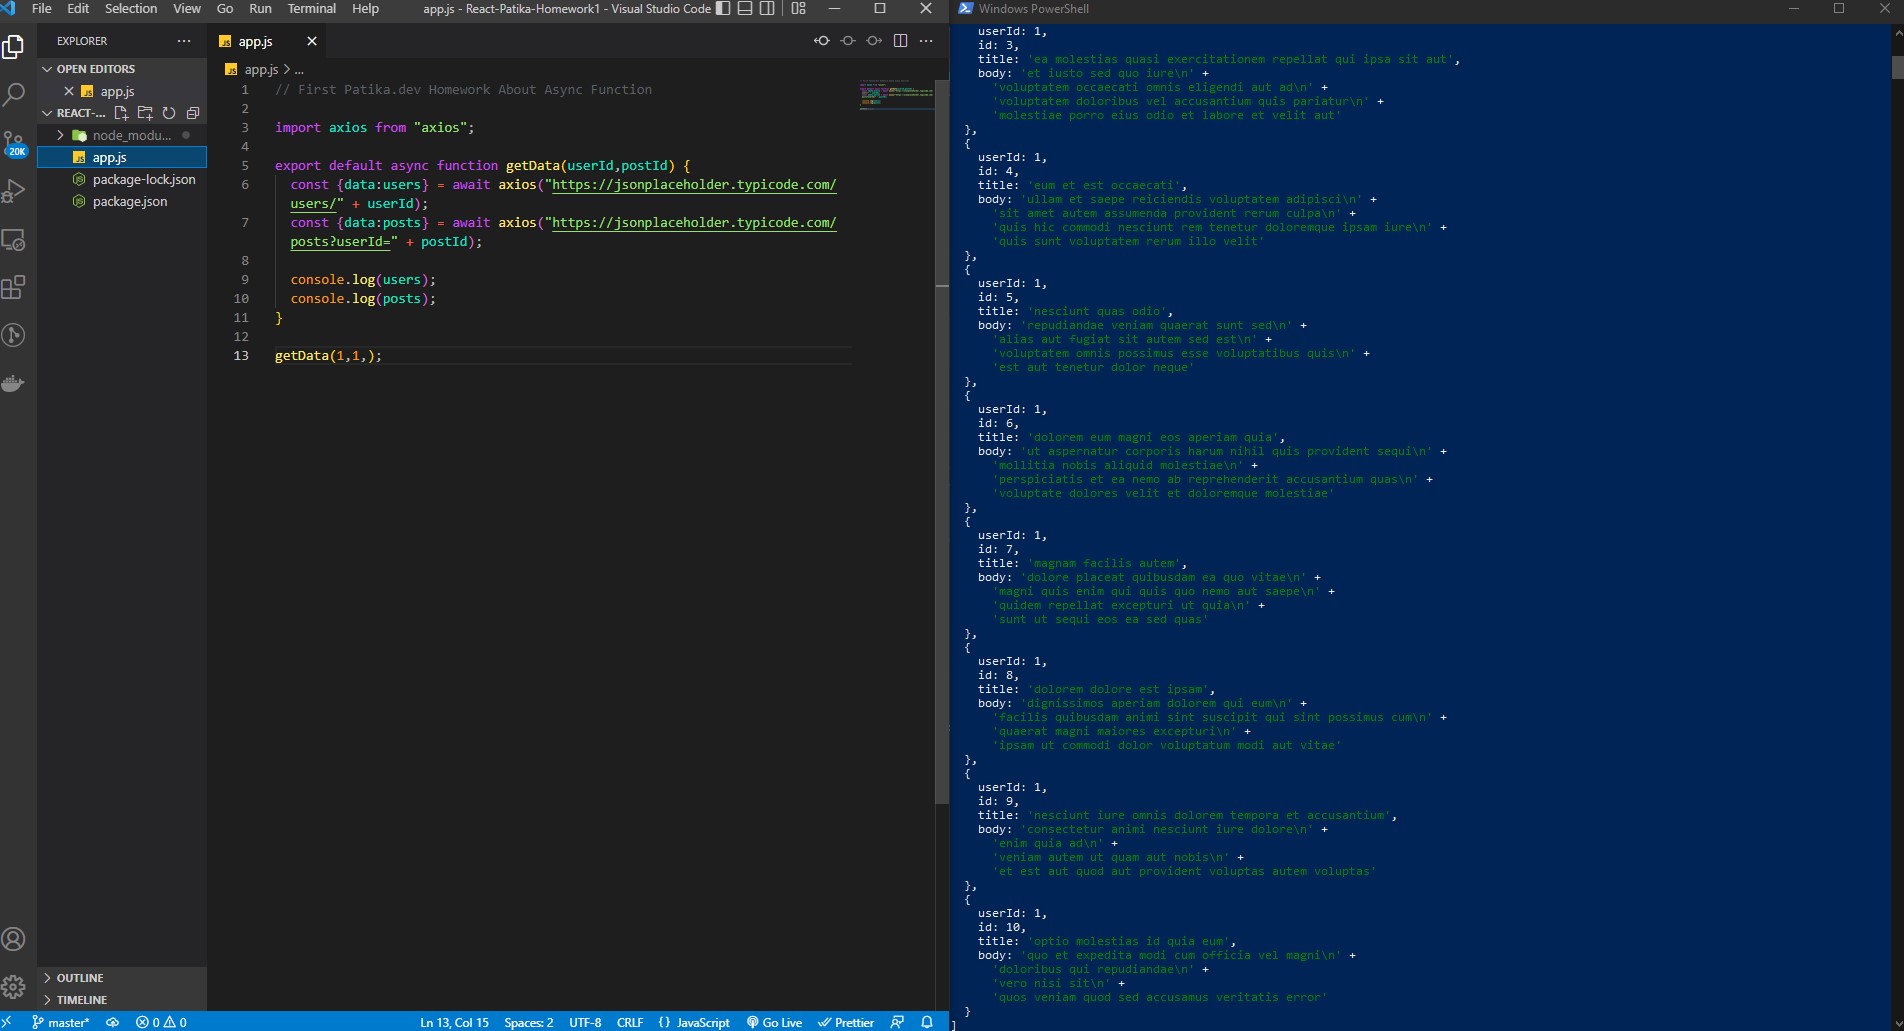 File Edit Selection View Go Run Terminal Help app.js - React-Patika-Homework1 - Visual Studio Code
EXPLORER ...
OPEN EDITORS
app.js
REACT-...
node_modu...
app.js
package-lock.json
package.json
OUTLINE
TIMELINE
20K
app.js
app.js > ...
1 // First Patika.dev Homework About Async Function
2
3 import axios from "axios";
4
5 export default async function getData(userId,postId) {
6 const {data:users} = await axios("https://jsonplaceholder.typicode.com/
users/" + userId);
7 const {data:posts} = await axios("https://jsonplaceholder.typicode.com/
posts?userId=" + postId);
8
9 console.log(users);
10 console.log(posts);
11 }
12
13 getData(1,1,);
master* 0 0 Ln 13, Col 15 Spaces: 2 UTF-8 CRLF {} JavaScript Go Live Prettier
Windows PowerShell
userId: 1,
id: 3,
title: 'ea molestias quasi exercitationem repellat qui ipsa sit aut',
body: 'et iusto sed quo iure\n' +
'voluptatem occaecati omnis eligendi aut ad\n' +
'voluptatem doloribus vel accusantium quis pariatur\n' +
'molestiae porro eius odio et labore et velit aut'
},
{
userId: 1,
id: 4,
title: 'eum et est occaecati',
body: 'ullam et saepe reiciendis voluptatem adipisci\n' +
'sit amet autem assumenda provident rerum culpa\n' +
'quis hic commodi nesciunt rem tenetur doloremque ipsam iure\n' +
'quis sunt voluptatem rerum illo velit'
},
{
userId: 1,
id: 5,
title: 'nesciunt quas odio',
body: 'repudiandae veniam quaerat sunt sed\n' +
'alias aut fugiat sit autem sed est\n' +
'voluptatem omnis possimus esse voluptatibus quis\n' +
'est aut tenetur dolor neque'
},
{
userId: 1,
id: 6,
title: 'dolorem eum magni eos aperiam quia',
body: 'ut aspernatur corporis harum nihil quis provident sequi\n' +
'mollitia nobis aliquid molestiae\n' +
'perspiciatis et ea nemo ab reprehenderit accusantium quas\n' +
'voluptate dolores velit et doloremque molestiae'
},
{
userId: 1,
id: 7,
title: 'magnam facilis autem',
body: 'dolore placeat quibusdam ea quo vitae\n' +
'magni quis enim qui quis quo nemo aut saepe\n' +
'quidem repellat excepturi ut quia\n' +
'sunt ut sequi eos ea sed quas'
},
{
userId: 1,
id: 8,
title: 'dolorem dolore est ipsam',
body: 'dignissimos aperiam dolorem qui eum\n' +
'facilis quibusdam animi sint suscipit qui sint possimus cum\n' +
'quaerat magni maiores excepturi\n' +
'ipsam ut commodi dolor voluptatum modi aut vitae'
},
{
userId: 1,
id: 9,
title: 'nesciunt iure omnis dolorem tempora et accusantium',
body: 'consectetur animi nesciunt iure dolore\n' +
'enim quia ad\n' +
'veniam autem ut quam aut nobis\n' +
'et est aut quod aut provident voluptas autem voluptas'
},
{
userId: 1,
id: 10,
title: 'optio molestias id quia eum',
body: 'quo et expedita modi cum officia vel magni\n' +
'doloribus qui repudiandae\n' +
'vero nisi sit\n' +
'quos veniam quod sed accusamus veritatis error'
}
]